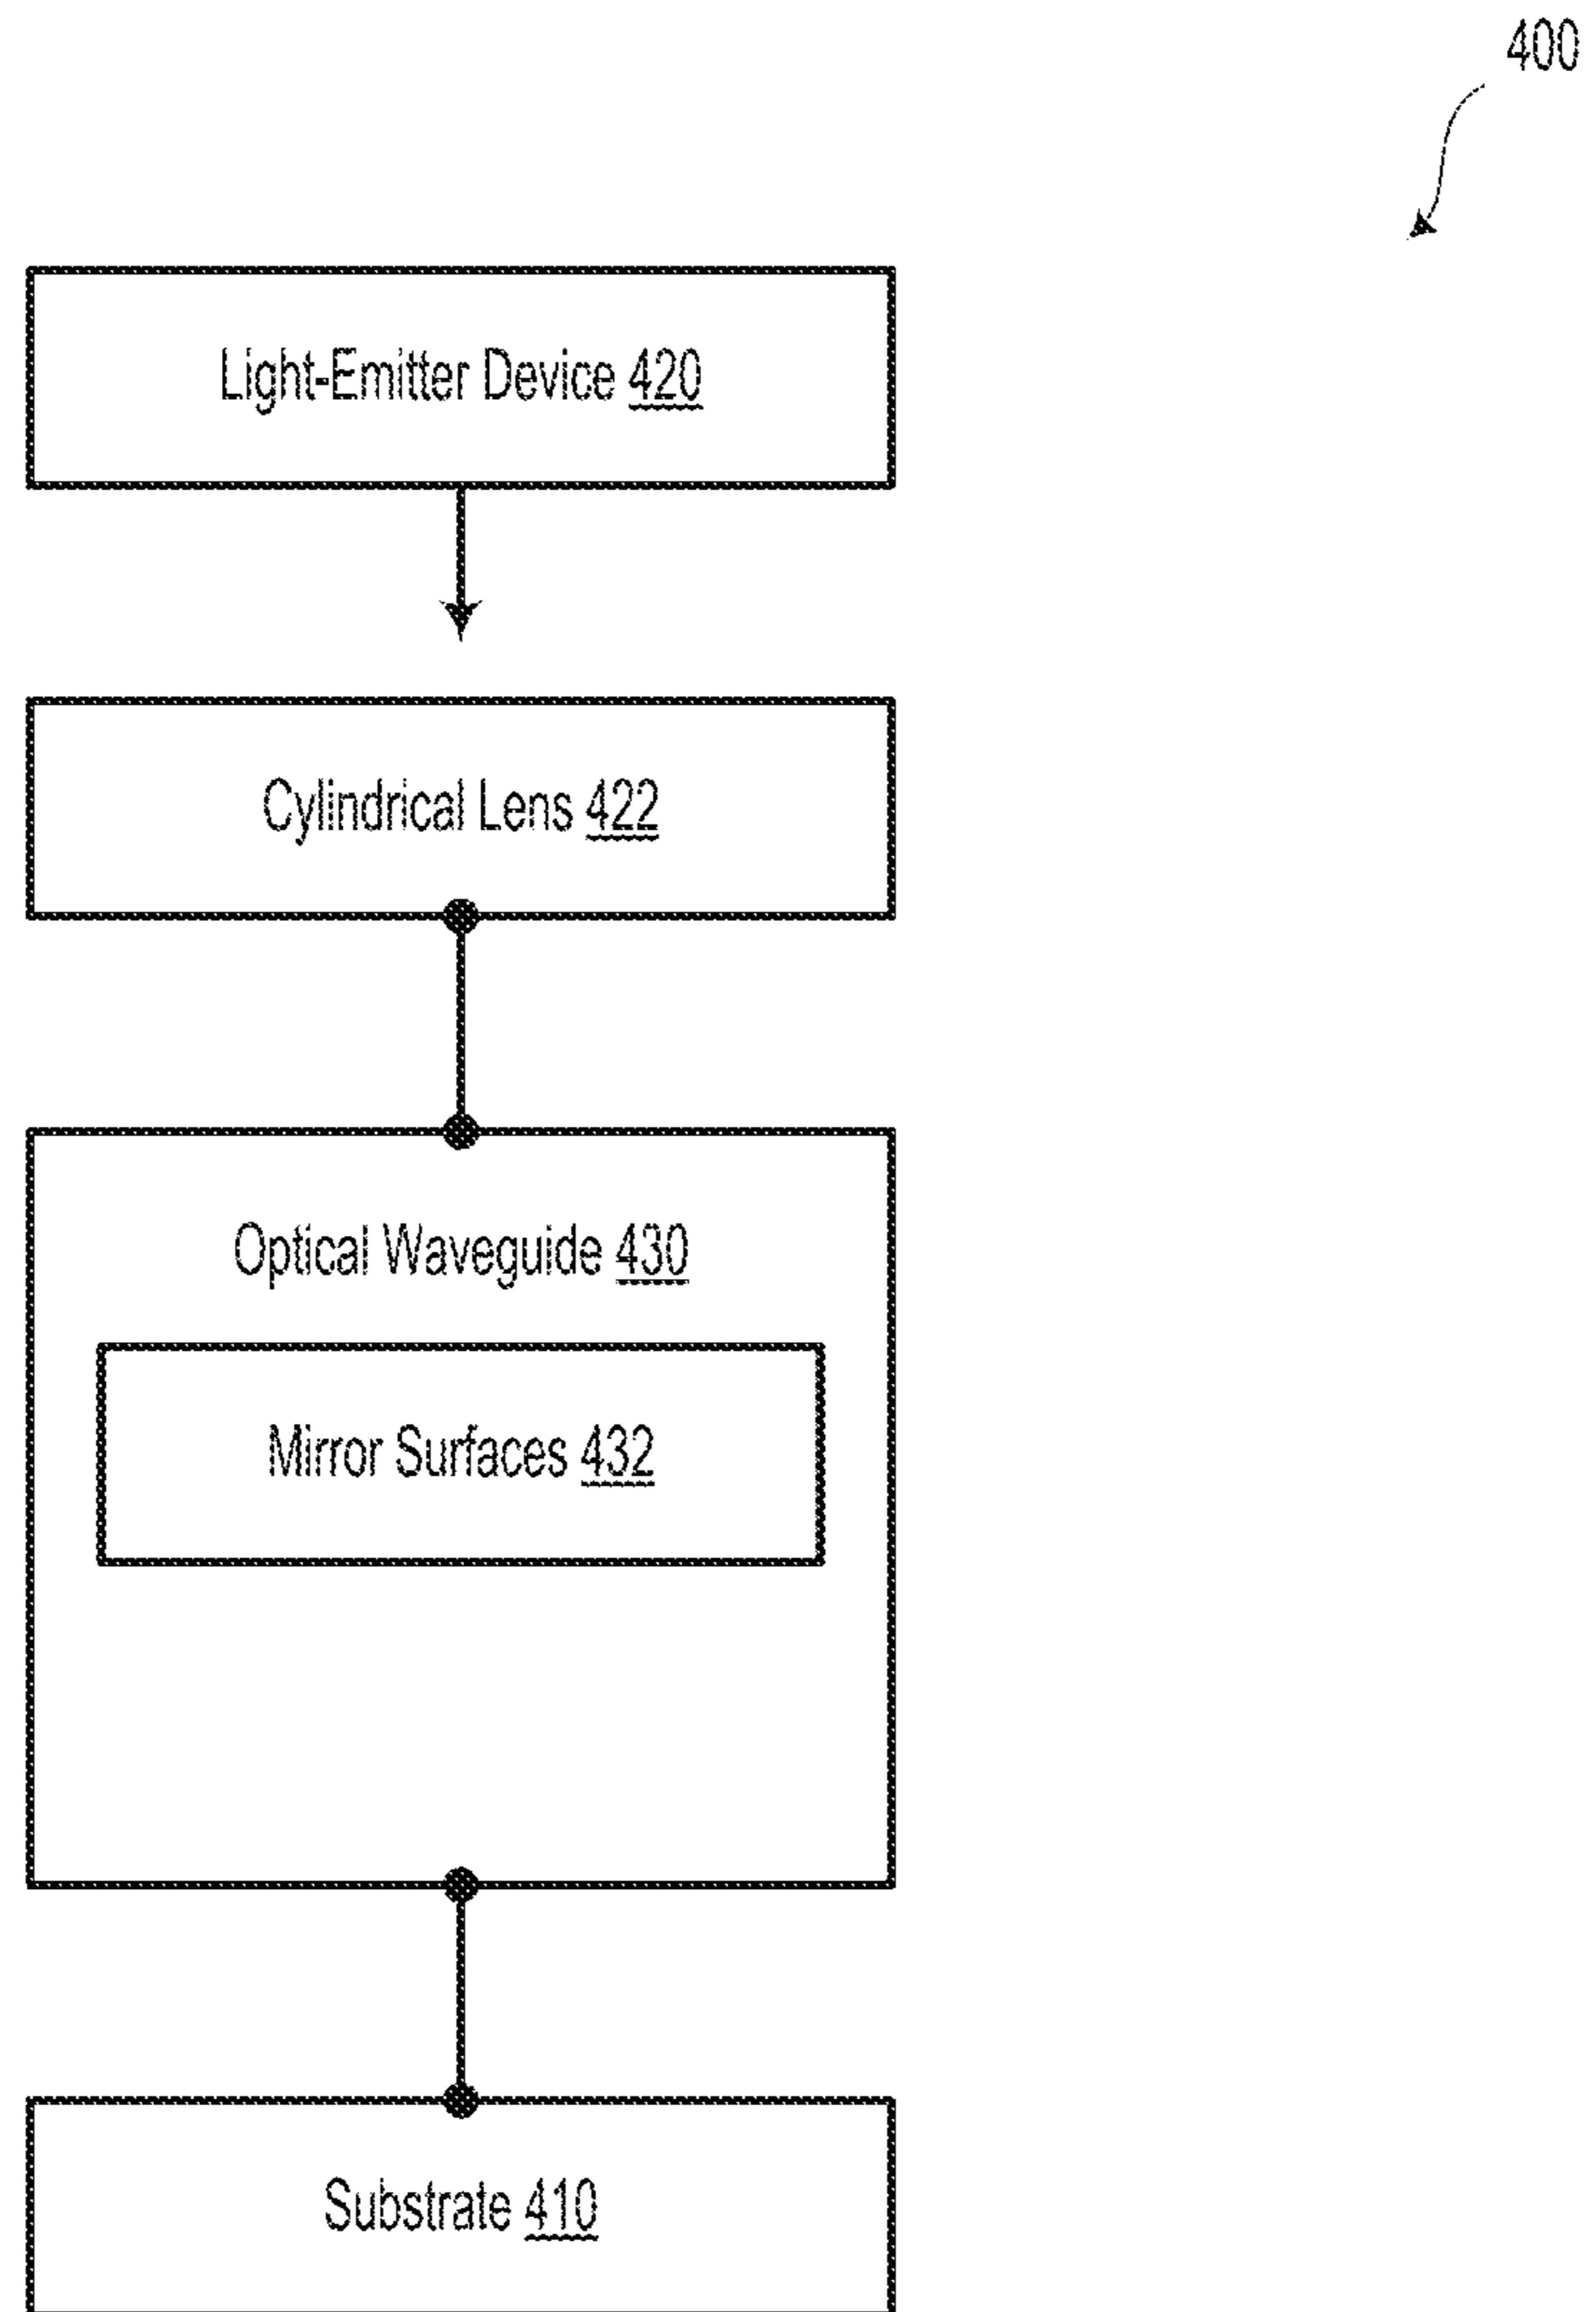 400
Light-Emitter Device 420
Cylindrical Lens 422
Optical Waveguide 430
Mirror Surfaces 432
Substrate 410